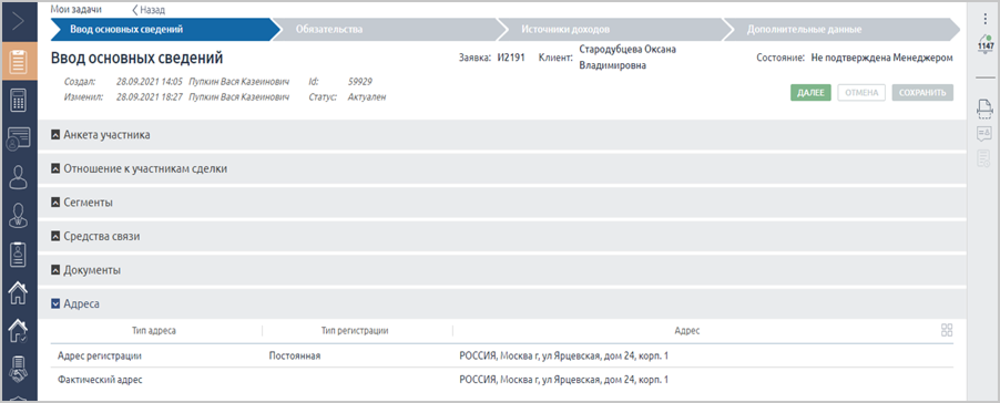 Мои задачи Назад
Ввод основных сведений Обязательства Источники доходов Дополнительные данные
Ввод основных сведений Заявка: И2191 Клиент: Стародубцева Оксана Владимировна Состояние: Не подтверждена Менеджером
1147
Создал: 28.09.2021 14:05 Пупкин Вася Казеинович Id: 59929
Изменил: 28.09.2021 18:27 Пупкин Вася Казеинович Статус: Актуален
ДАЛЕЕ ОТМЕНА СОХРАНИТЬ
Анкета участника
Отношение к участникам сделки
Сегменты
Средства связи
Документы
Адреса
Тип адреса Тип регистрации Адрес
Адрес регистрации Постоянная РОССИЯ, Москва г, ул Ярцевская, дом 24, корп. 1
Фактический адрес РОССИЯ, Москва г, ул Ярцевская, дом 24, корп. 1